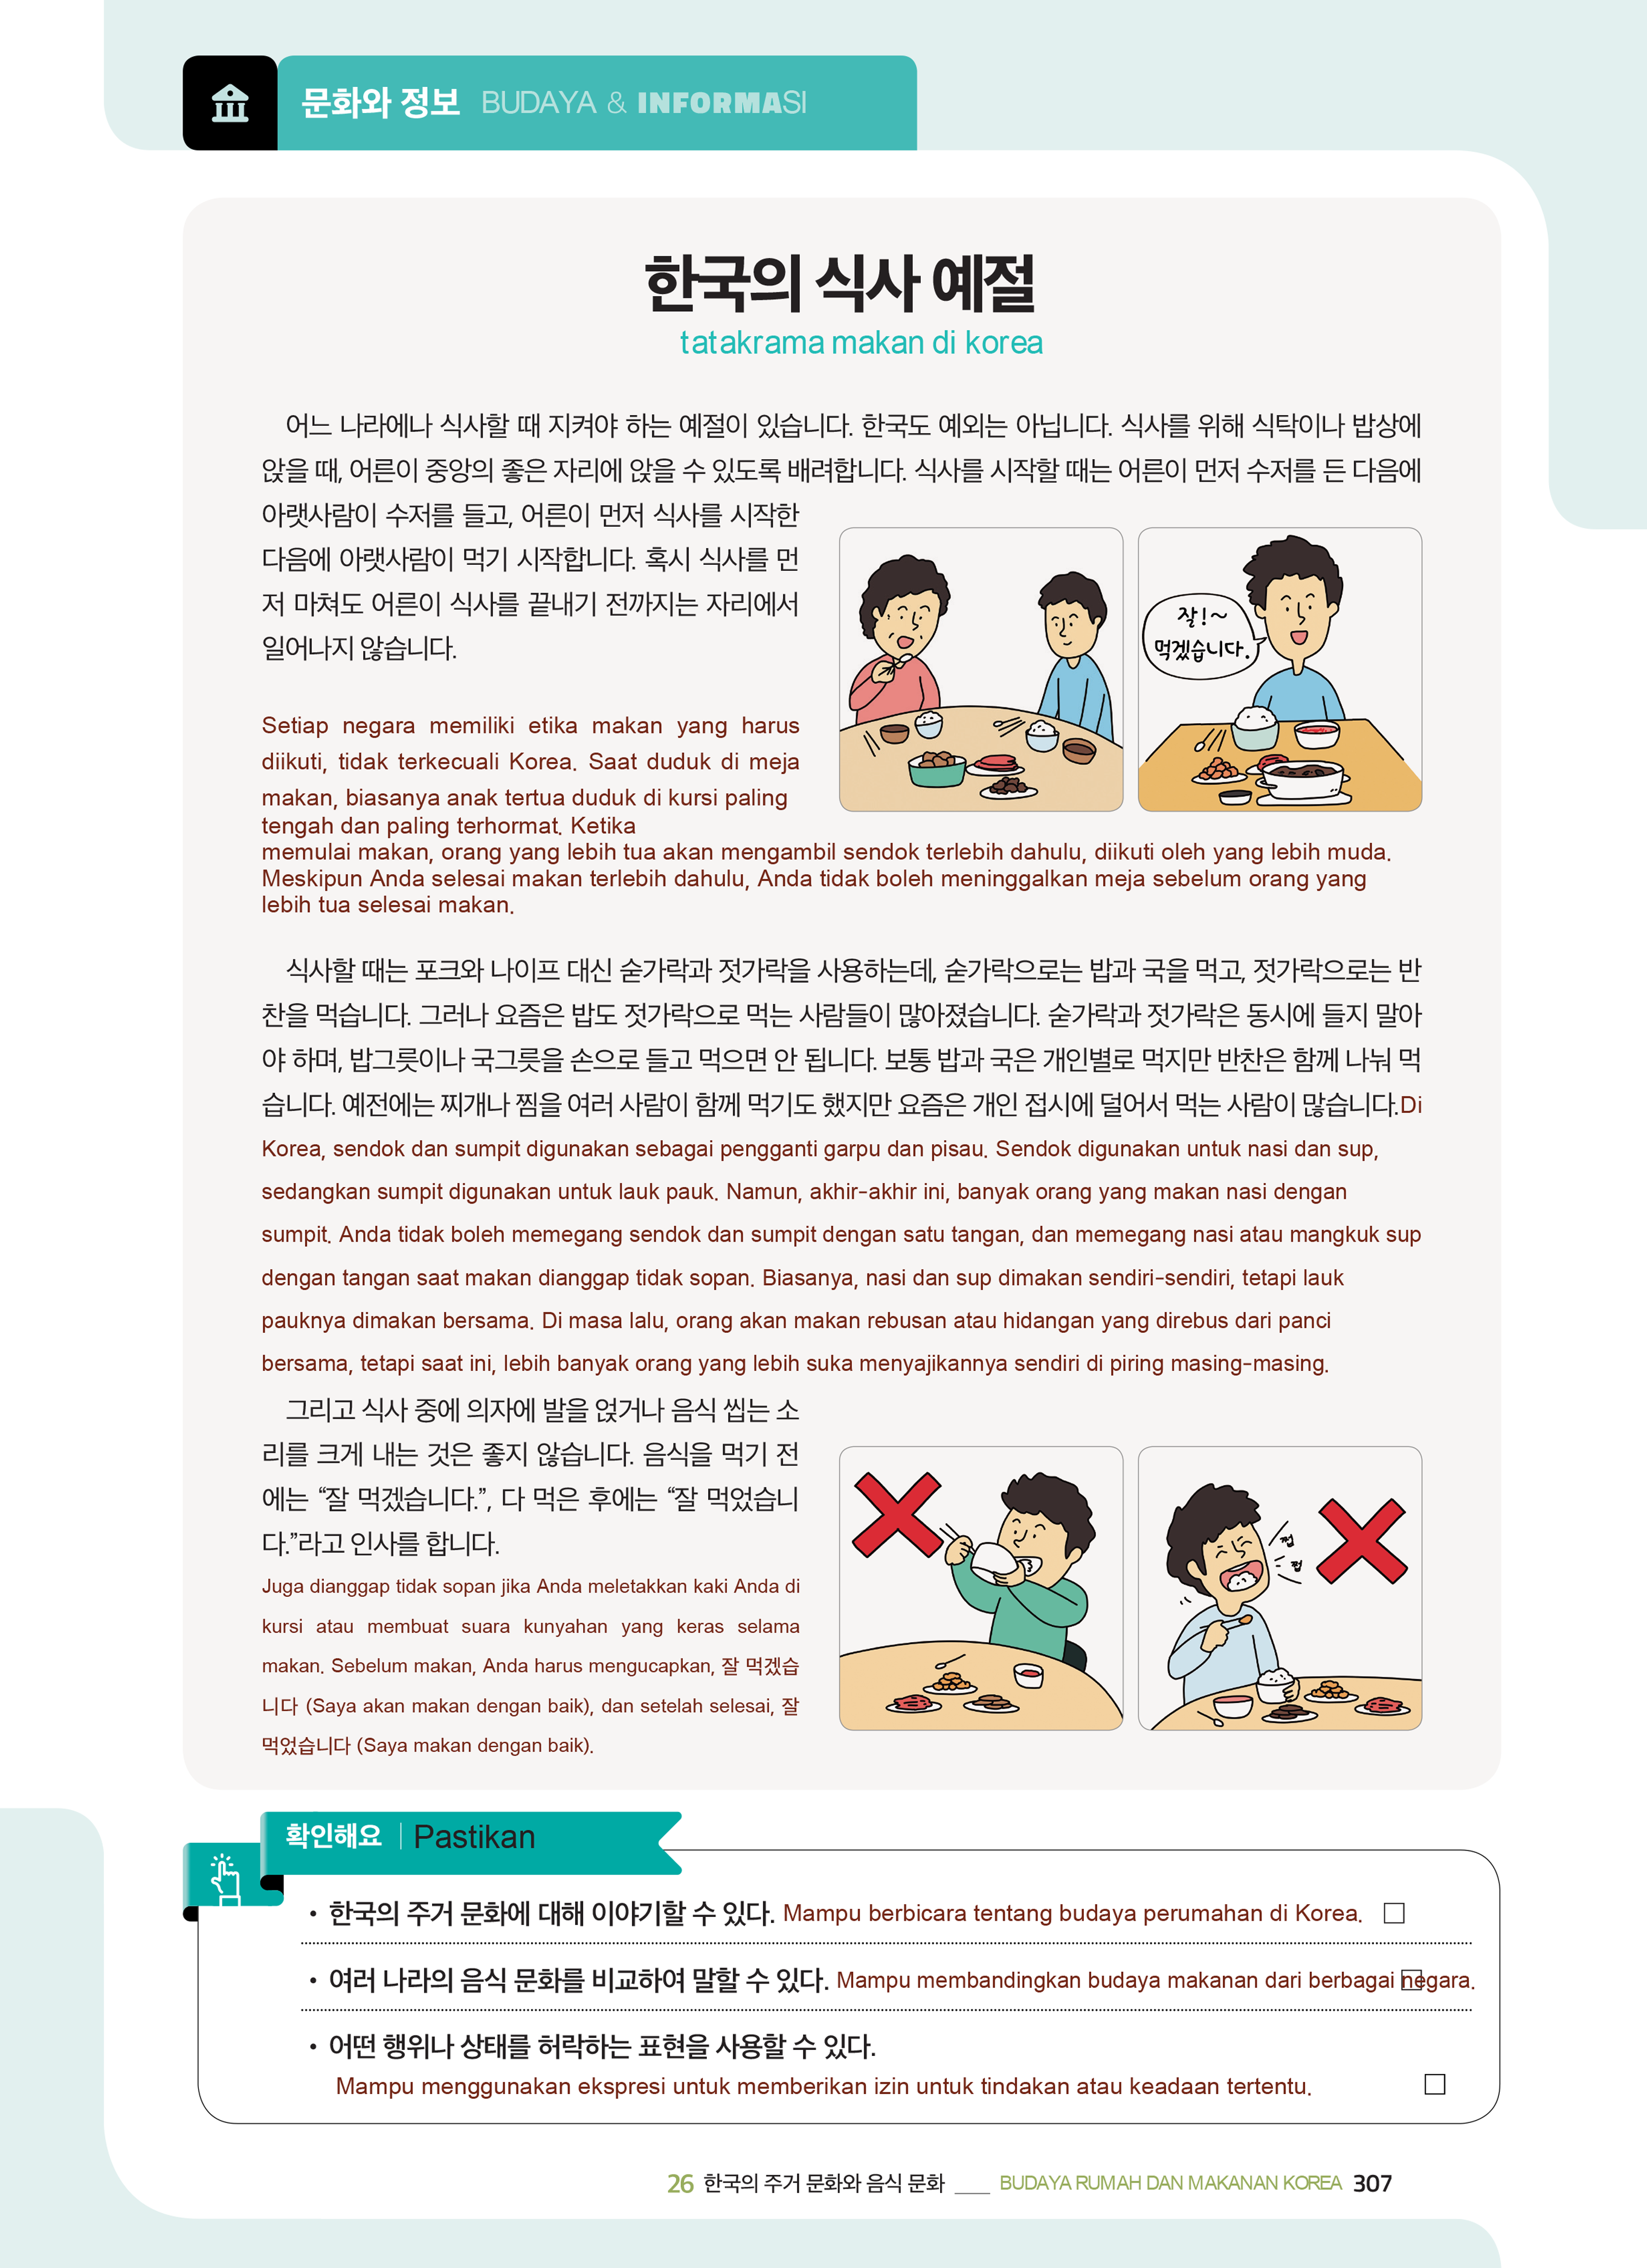 문화와 정보 BUDAYA & INFORMASI
한국의 식사 예절
tatakrama makan di korea
어느 나라에나 식사할 때 지켜야 하는 예절이 있습니다. 한국도 예외는 아닙니다. 식사를 위해 식탁이나 밥상에
앉을 때, 어른이 중앙의 좋은 자리에 앉을 수 있도록 배려합니다. 식사를 시작할 때는 어른이 먼저 수저를 든 다음에
아랫사람이 수저를 들고, 어른이 먼저 식사를 시작한
다음에 아랫사람이 먹기 시작합니다. 혹시 식사를 먼
저 마쳐도 어른이 식사를 끝내기 전까지는 자리에서
일어나지 않습니다.
잘!~
먹겠습니다.
Setiap negara memiliki etika makan yang harus
diikuti, tidak terkecuali Korea. Saat duduk di meja
makan, biasanya anak tertua duduk di kursi paling
tengah dan paling terhormat. Ketika
memulai makan, orang yang lebih tua akan mengambil sendok terlebih dahulu, diikuti oleh yang lebih muda.
Meskipun Anda selesai makan terlebih dahulu, Anda tidak boleh meninggalkan meja sebelum orang yang
lebih tua selesai makan.
식사할 때는 포크와 나이프 대신 숟가락과 젓가락을 사용하는데, 숟가락으로는 밥과 국을 먹고, 젓가락으로는 반
찬을 먹습니다. 그러나 요즘은 밥도 젓가락으로 먹는 사람들이 많아졌습니다. 숟가락과 젓가락은 동시에 들지 말아
야 하며, 밥그릇이나 국그릇을 손으로 들고 먹으면 안 됩니다. 보통 밥과 국은 개인별로 먹지만 반찬은 함께 나눠 먹
습니다. 예전에는 찌개나 찜을 여러 사람이 함께 먹기도 했지만 요즘은 개인 접시에 덜어서 먹는 사람이 많습니다.Di
Korea, sendok dan sumpit digunakan sebagai pengganti garpu dan pisau. Sendok digunakan untuk nasi dan sup,
sedangkan sumpit digunakan untuk lauk pauk. Namun, akhir-akhir ini, banyak orang yang makan nasi dengan
sumpit. Anda tidak boleh memegang sendok dan sumpit dengan satu tangan, dan memegang nasi atau mangkuk sup
dengan tangan saat makan dianggap tidak sopan. Biasanya, nasi dan sup dimakan sendiri-sendiri, tetapi lauk
pauknya dimakan bersama. Di masa lalu, orang akan makan rebusan atau hidangan yang direbus dari panci
bersama, tetapi saat ini, lebih banyak orang yang lebih suka menyajikannya sendiri di piring masing-masing.
그리고 식사 중에 의자에 발을 얹거나 음식 씹는 소
리를 크게 내는 것은 좋지 않습니다. 음식을 먹기 전
에는 “잘 먹겠습니다.”, 다 먹은 후에는 “잘 먹었습니
다.”라고 인사를 합니다.
Juga dianggap tidak sopan jika Anda meletakkan kaki Anda di
kursi atau membuat suara kunyahan yang keras selama
makan. Sebelum makan, Anda harus mengucapkan, 잘 먹겠습
니다 (Saya akan makan dengan baik), dan setelah selesai, 잘
먹었습니다 (Saya makan dengan baik).
쩝
쩝
확인해요 | Pastikan
• 한국의 주거 문화에 대해 이야기할 수 있다. Mampu berbicara tentang budaya perumahan di Korea. □
• 여러 나라의 음식 문화를 비교하여 말할 수 있다. Mampu membandingkan budaya makanan dari berbagai negara. □
• 어떤 행위나 상태를 허락하는 표현을 사용할 수 있다.
Mampu menggunakan ekspresi untuk memberikan izin untuk tindakan atau keadaan tertentu. □
26 한국의 주거 문화와 음식 문화 ___ BUDAYA RUMAH DAN MAKANAN KOREA 307